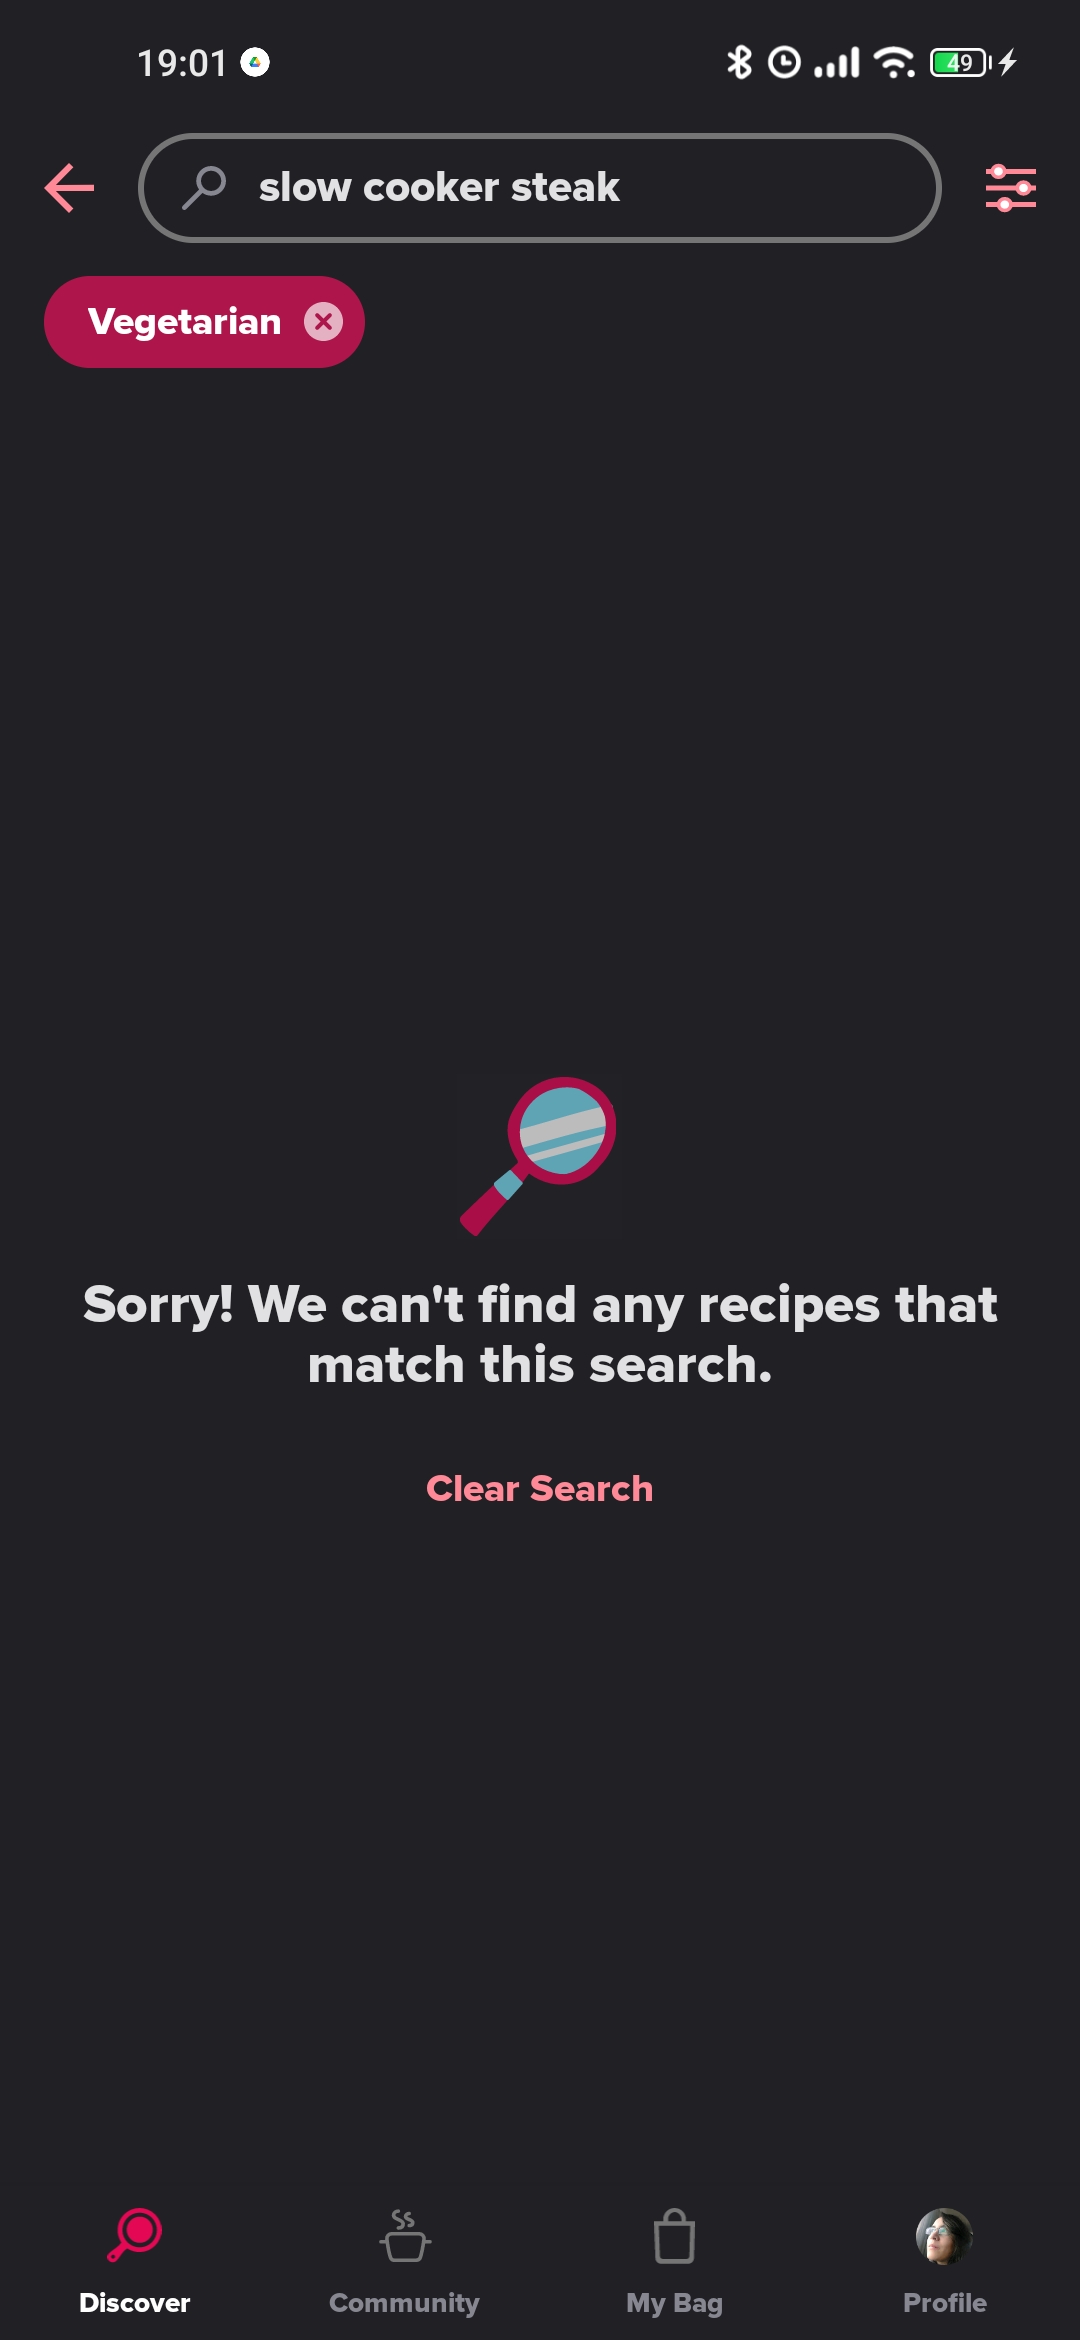 19:01
49
slow cooker steak
Vegetarian
Sorry! We can't find any recipes that
match this search.
Clear Search
Discover
Community
My Bag
Profile